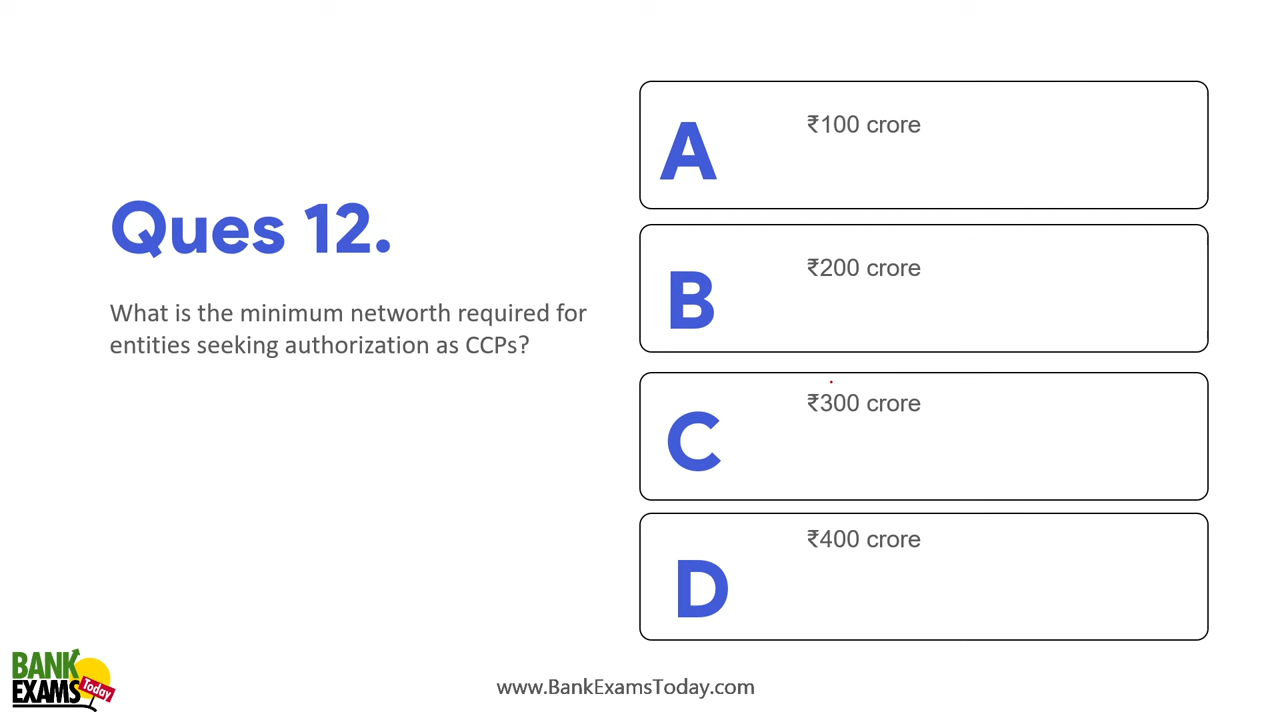 Ques 12.
What is the minimum networth required for
entities seeking authorization as CCPs?
A
₹100 crore
B
₹200 crore
C
₹300 crore
D
₹400 crore
BANK
EXAMS
Today
www.BankExamsToday.com